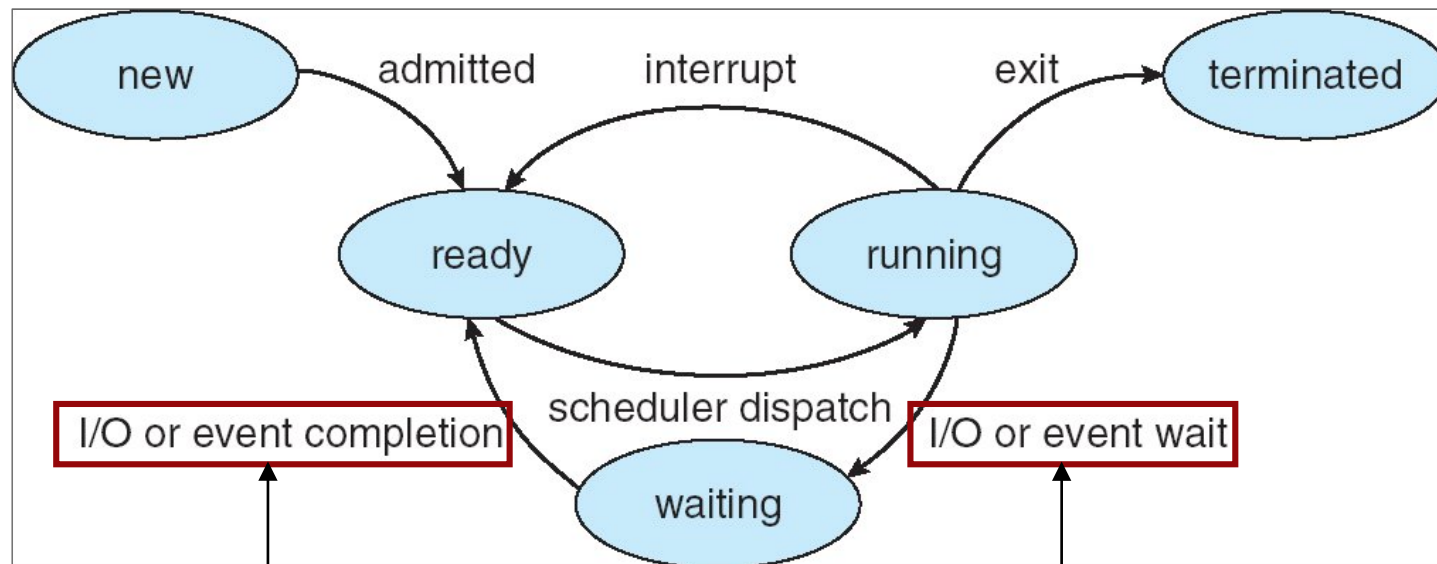 new
admitted
interrupt
exit
terminated
ready
running
scheduler dispatch
I/O or event completion
I/O or event wait
waiting